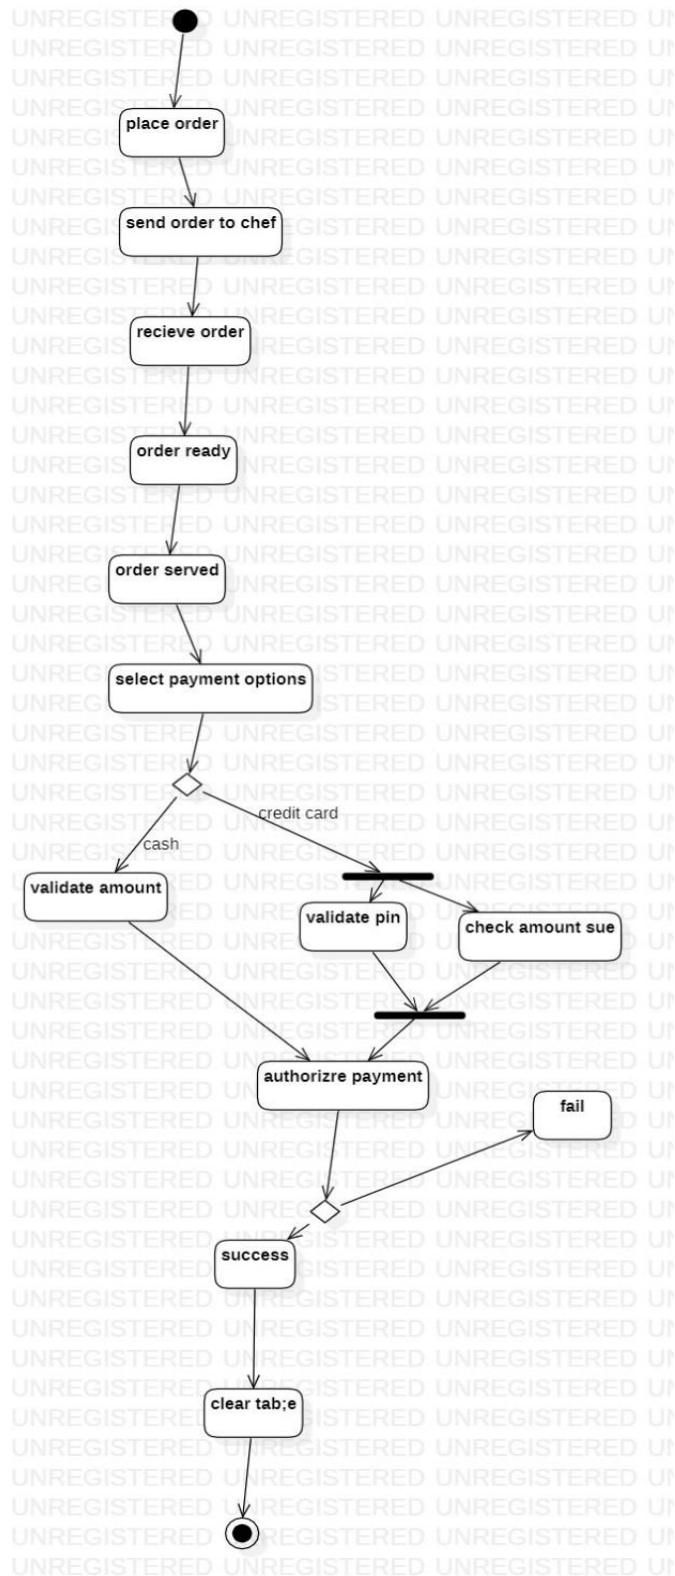 place order
send order to chef
recieve order
order ready
order served
select payment options
credit card
cash
validate amount
validate pin
check amount sue
authorizre payment
fail
success
clear tab;e
UNREGISTERED